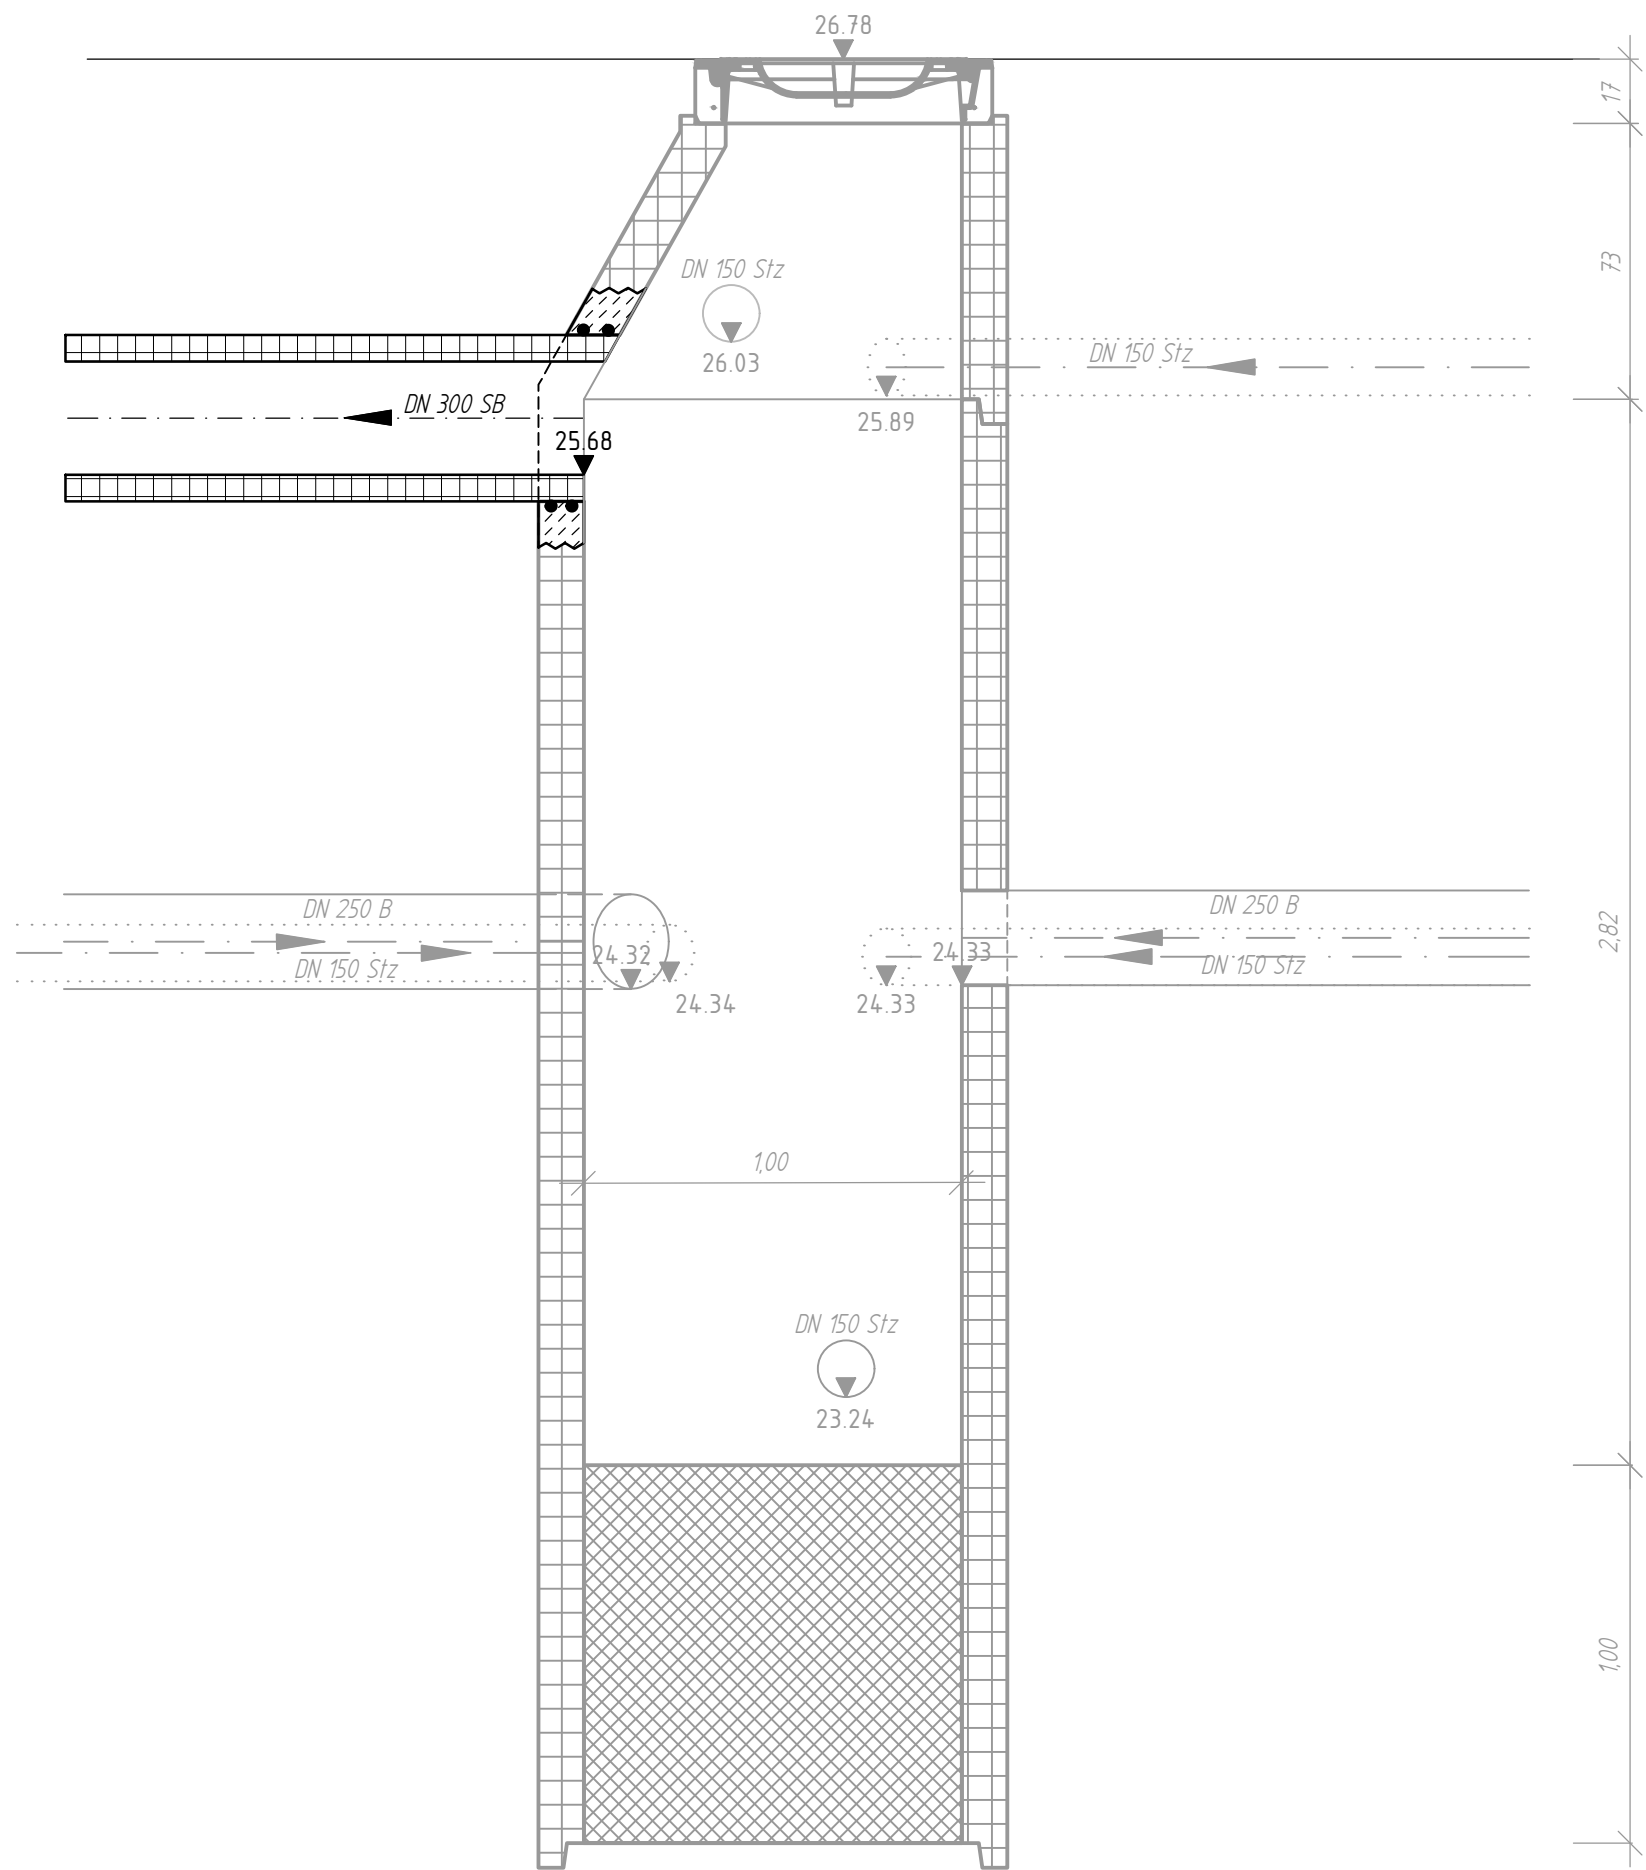 26.78
17
DN 150 Stz
73
26.03
DN 150 Stz
DN 300 SB
25.89
25.68
DN 250 B
DN 250 B
2,82
24.32
24.33
DN 150 Stz
DN 150 Stz
24.34
24.33
1,00
DN 150 Stz
23.24
1,00